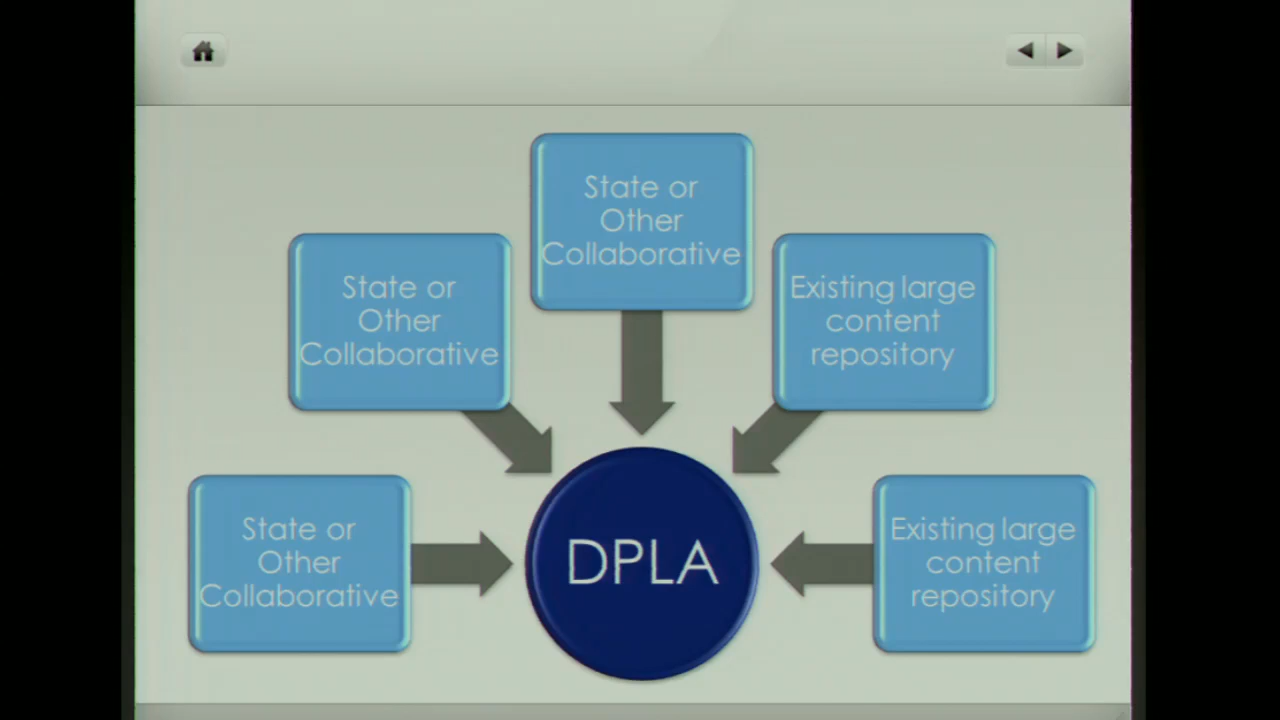 State or
Other
Collaborative
State or
Other
Collaborative
Existing large
content
repository
State or
Other
Collaborative
DPLA
Existing large
content
repository